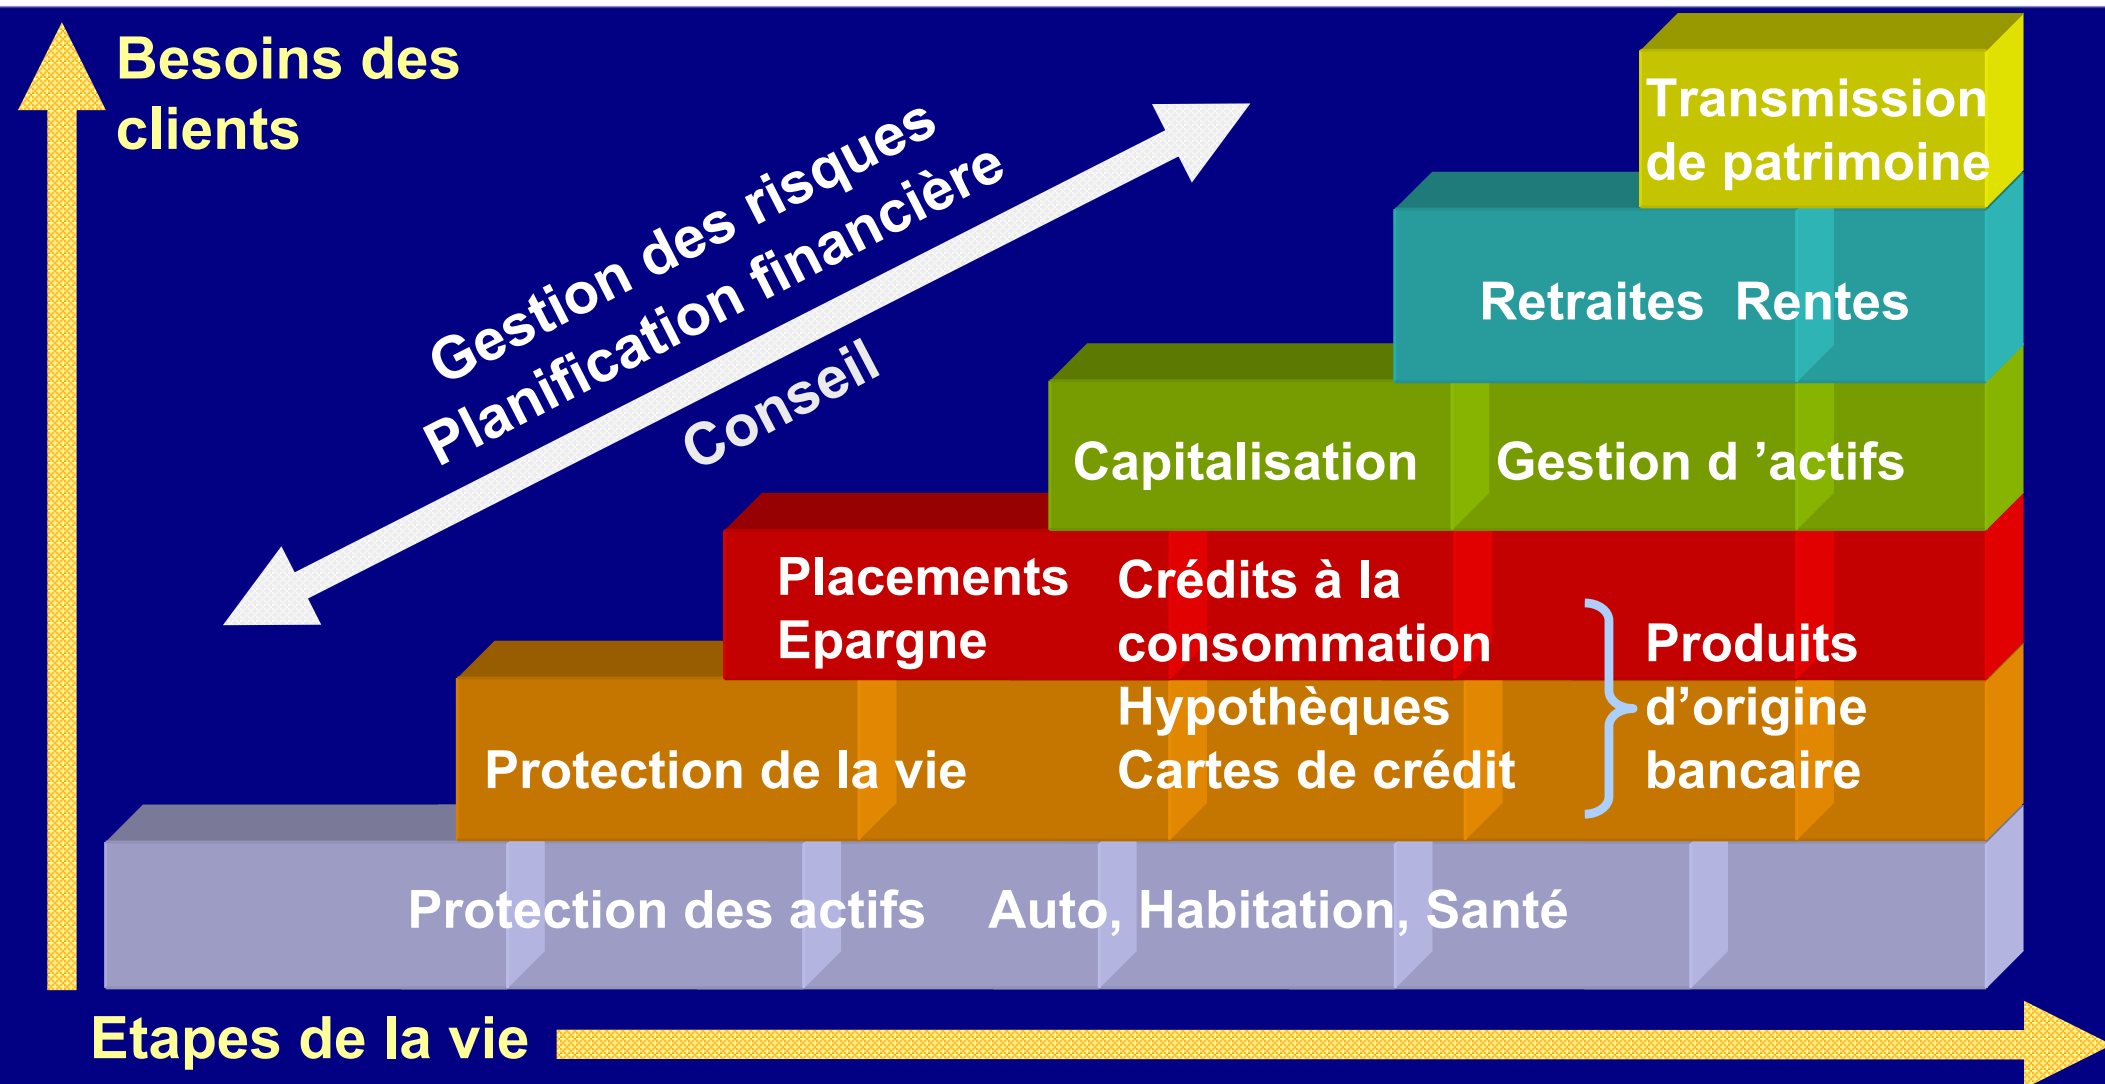 Besoins des
clients
Gestion des risques
Planification financière
Conseil
Transmission
de patrimoine
Retraites Rentes
Capitalisation Gestion d ’actifs
Placements
Epargne
Crédits à la
consommation
Hypothèques
Cartes de crédit
Produits
d’origine
bancaire
Protection de la vie
Protection des actifs Auto, Habitation, Santé
Etapes de la vie